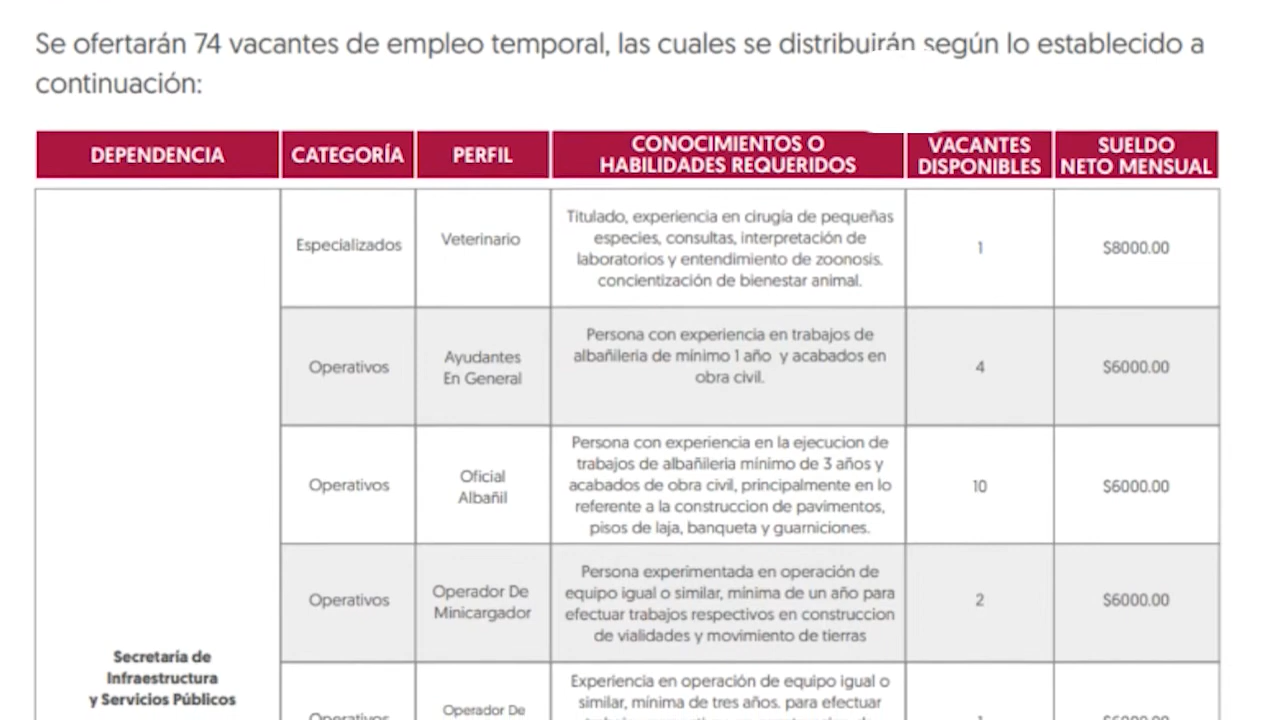 Se ofertarán 74 vacantes de empleo temporal, las cuales se distribuirán según lo establecido a
continuación:
DEPENDENCIA
CATEGORÍA
PERFIL
CONOCIMIENTOS O
HABILIDADES REQUERIDOS
VACANTES
DISPONIBLES
SUELDO
NETO MENSUAL
Especializados
Veterinario
Titulado, experiencia en cirugia de pequeñas
especies, consultas, interpretación de
laboratorios y entendimiento de zoonosis.
concientización de bienestar animal.
1
$8000.00
Operativos
Ayudantes
En General
Persona con experiencia en trabajos de
albañileria de minimo 1 año y acabados en
obra civil.
4
$6000.00
Operativos
Oficial
Albañil
Persona con experiencia en la ejecucion de
trabajos de albañileria mínimo de 3 años y
acabados de obra civil, principalmente en lo
referente a la construccion de pavimentos,
pisos de laja, banqueta y guarniciones.
10
$6000.00
Operativos
Operador De
Minicargador
Persona experimentada en operación de
equipo igual o similar, mínima de un año para
efectuar trabajos respectivos en construccion
de vialidades y movimiento de tierras
2
$6000.00
Secretaría de
Infraestructura
y Servicios Públicos
Operativos
Operador De
Experiencia en operación de equipo igual o
similar, mínima de tres años. para efectuar